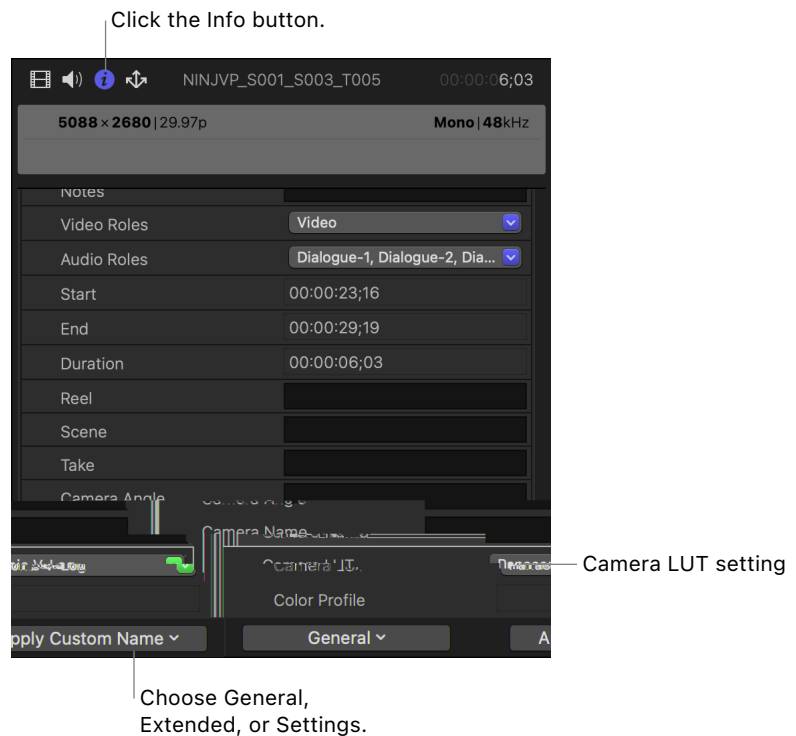 Click the Info button.
NINJVP_S001_S003_T005 00:00:06;03
5088 × 2680 | 29.97p Mono | 48kHz
Notes
Video Roles Video
Audio Roles Dialogue-1, Dialogue-2, Dia...
Start 00:00:23;16
End 00:00:29;19
Duration 00:00:06;03
Reel
Scene
Take
Camera Angle
Camera
Camera LUT setting
Color Profile
pply Custom Name General A
Choose General,
Extended, or Settings.